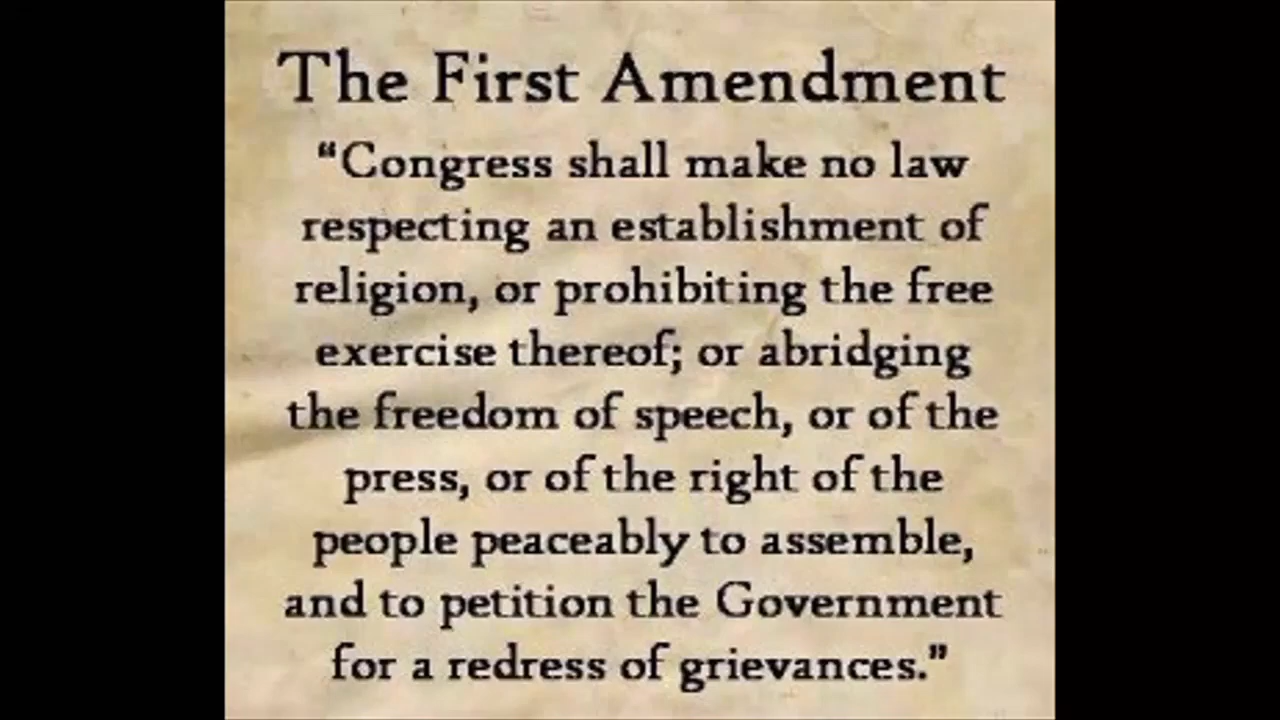 The First Amendment
“Congress shall make no law
respecting an establishment of
religion, or prohibiting the free
exercise thereof; or abridging
the freedom of speech, or of the
press, or of the right of the
people peaceably to assemble,
and to petition the Government
for a redress of grievances.”